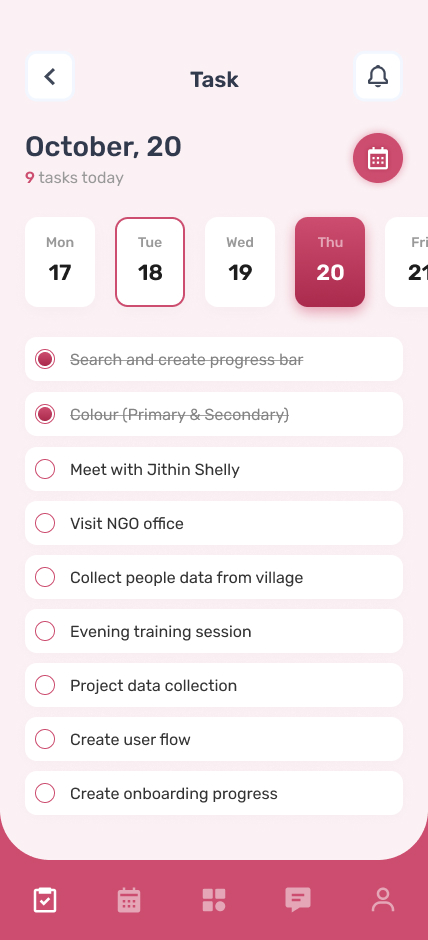 Task
October, 20
9 tasks today
Mon Tue Wed Thu Fri
17 18 19 20 21
Search and create progress bar
Colour (Primary & Secondary)
Meet with Jithin Shelly
Visit NGO office
Collect people data from village
Evening training session
Project data collection
Create user flow
Create onboarding progress